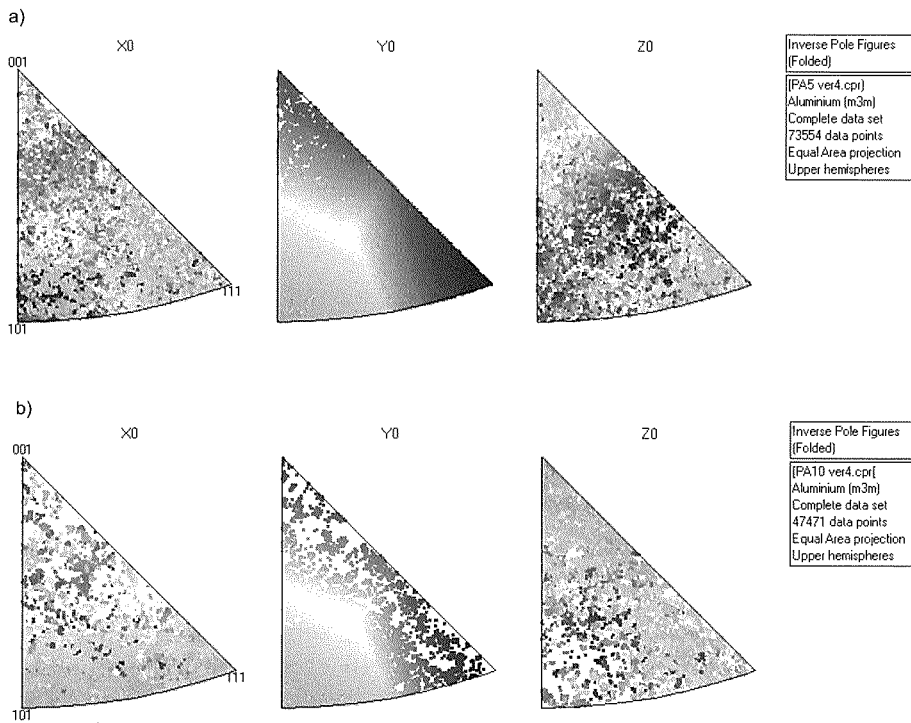 a)
X0
Y0
Z0
001
101
111
Inverse Pole Figures
(Folded)
[PA5 ver4.cpr)
Aluminium (m3m)
Complete data set
73554 data points
Equal Area projection
Upper hemispheres
b)
X0
Y0
Z0
001
101
111
Inverse Pole Figures
(Folded)
[PA10 ver4.cpr[
Aluminium (m3m)
Complete data set
47471 data points
Equal Area projection
Upper hemispheres